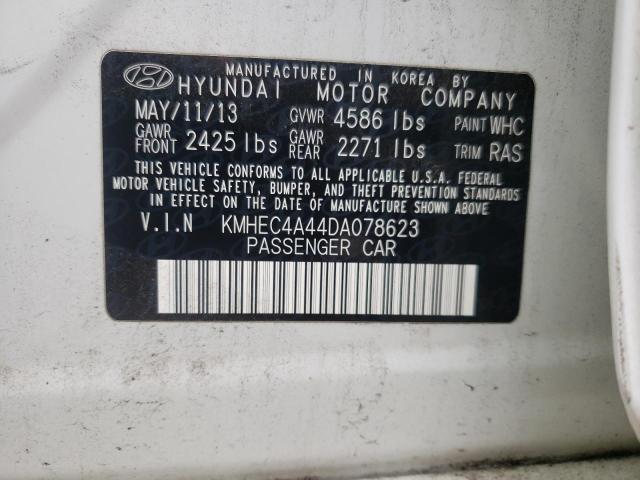 MANUFACTURED IN KOREA BY
HYUNDAI MOTOR COMPANY
MAY/11/13 GVWR 4586 lbs PAINT WHC
GAWR FRONT 2425 lbs GAWR REAR 2271 lbs TRIM RAS
THIS VEHICLE CONFORMS TO ALL APPLICABLE U.S.A. FEDERAL
MOTOR VEHICLE SAFETY, BUMPER, AND THEFT PREVENTION STANDARDS
IN EFFECT ON THE DATE OF MANUFACTURE SHOWN ABOVE.
V.I.N KMHEC4A44DA078623
PASSENGER CAR